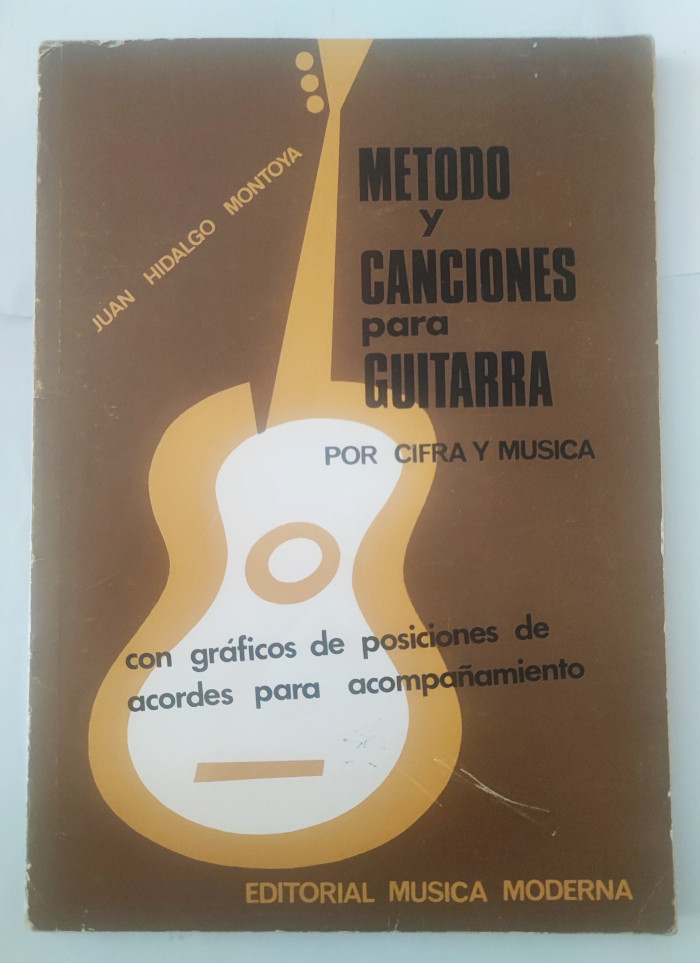 JUAN HIDALGO MONTOYA
METODO
Y
CANCIONES
para
GUITARRA
POR CIFRA Y MUSICA
con gráficos de posiciones de
acordes para acompañamiento
EDITORIAL MUSICA MODERNA